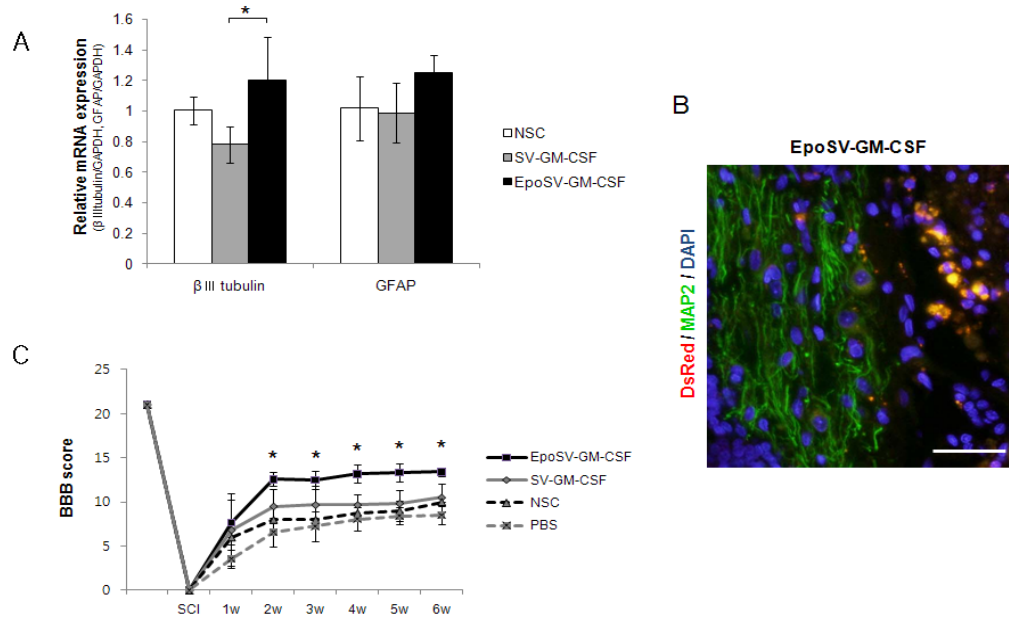 A
Relative mRNA expression
(βIIItubulin/GAPDH, GFAP/GAPDH)
1.6
1.4
1.2
1
0.8
0.6
0.4
0.2
0
*
βIII tubulin
GFAP
NSC
SV-GM-CSF
EpoSV-GM-CSF
B
EpoSV-GM-CSF
DsRed / MAP2 / DAPI
C
BBB score
25
20
15
10
5
0
* * * * *
SCI 1w 2w 3w 4w 5w 6w
EpoSV-GM-CSF
SV-GM-CSF
NSC
PBS